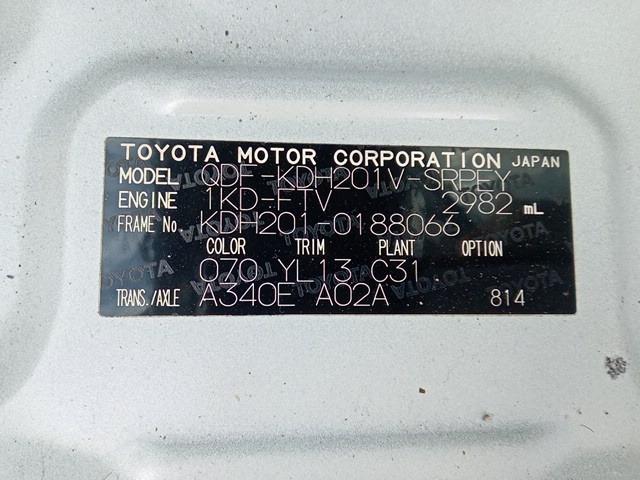 TOYOTA MOTOR CORPORATION JAPAN
MODEL QDF-KDH201V-SRPEY
ENGINE 1KD-FTV 2982 mL
FRAME No. KDH201-0188066
COLOR TRIM PLANT OPTION
070 YL13 C31
TRANS./AXLE A340E A02A 814